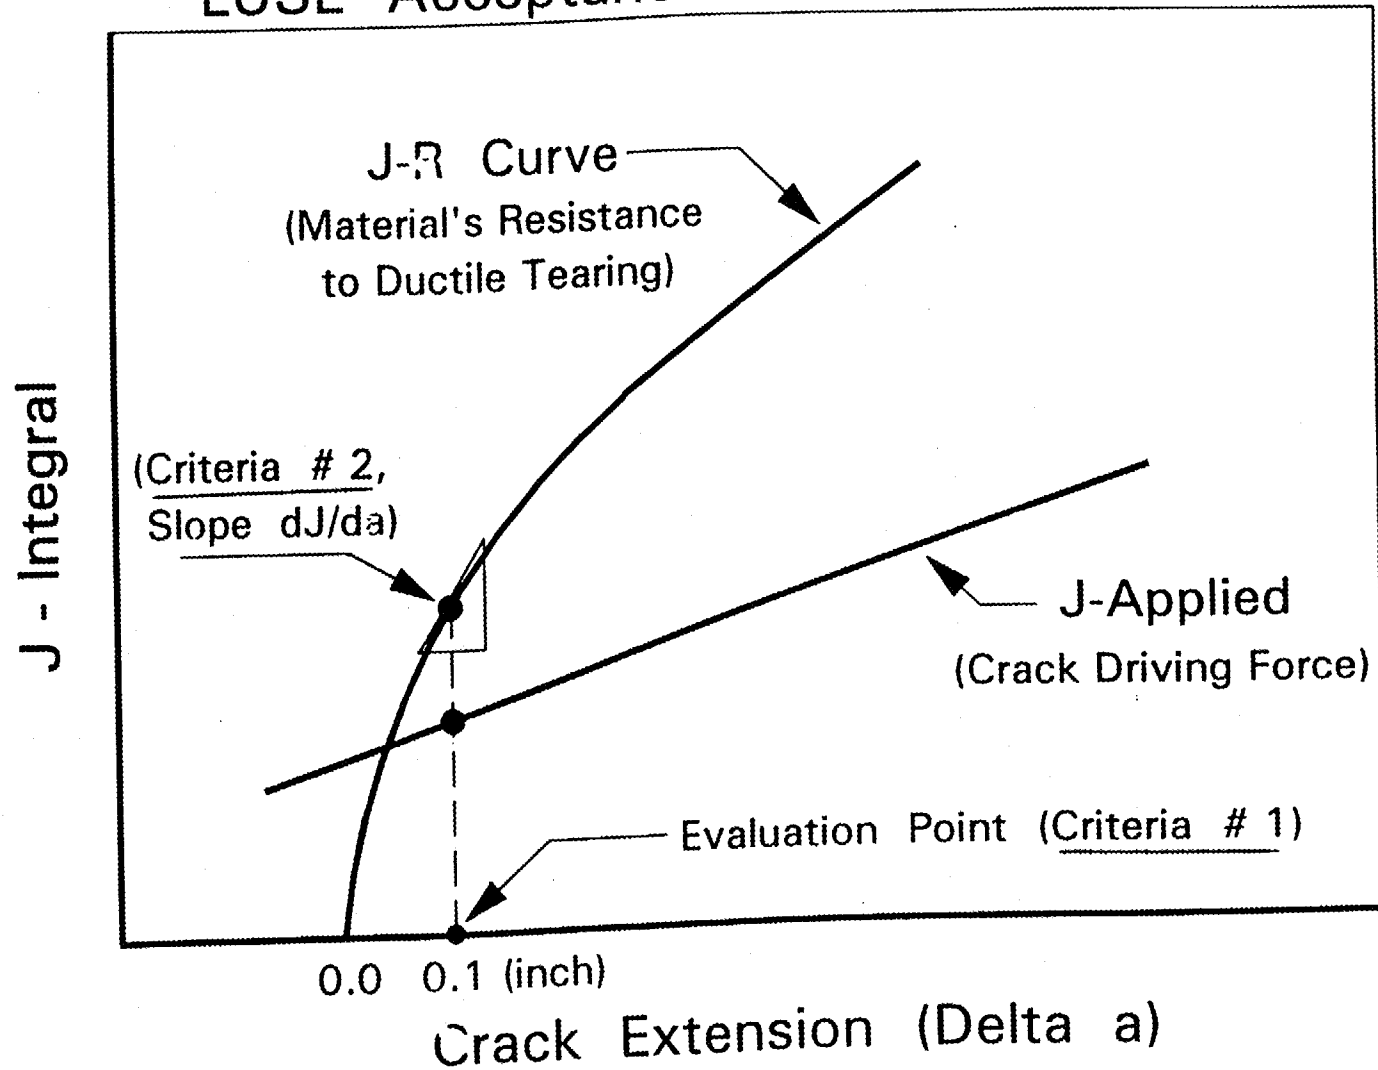 J-R Curve
(Material's Resistance
to Ductile Tearing)
(Criteria # 2,
Slope dJ/da)
J - Integral
J-Applied
(Crack Driving Force)
Evaluation Point (Criteria # 1)
0.0 0.1 (inch)
Crack Extension (Delta a)